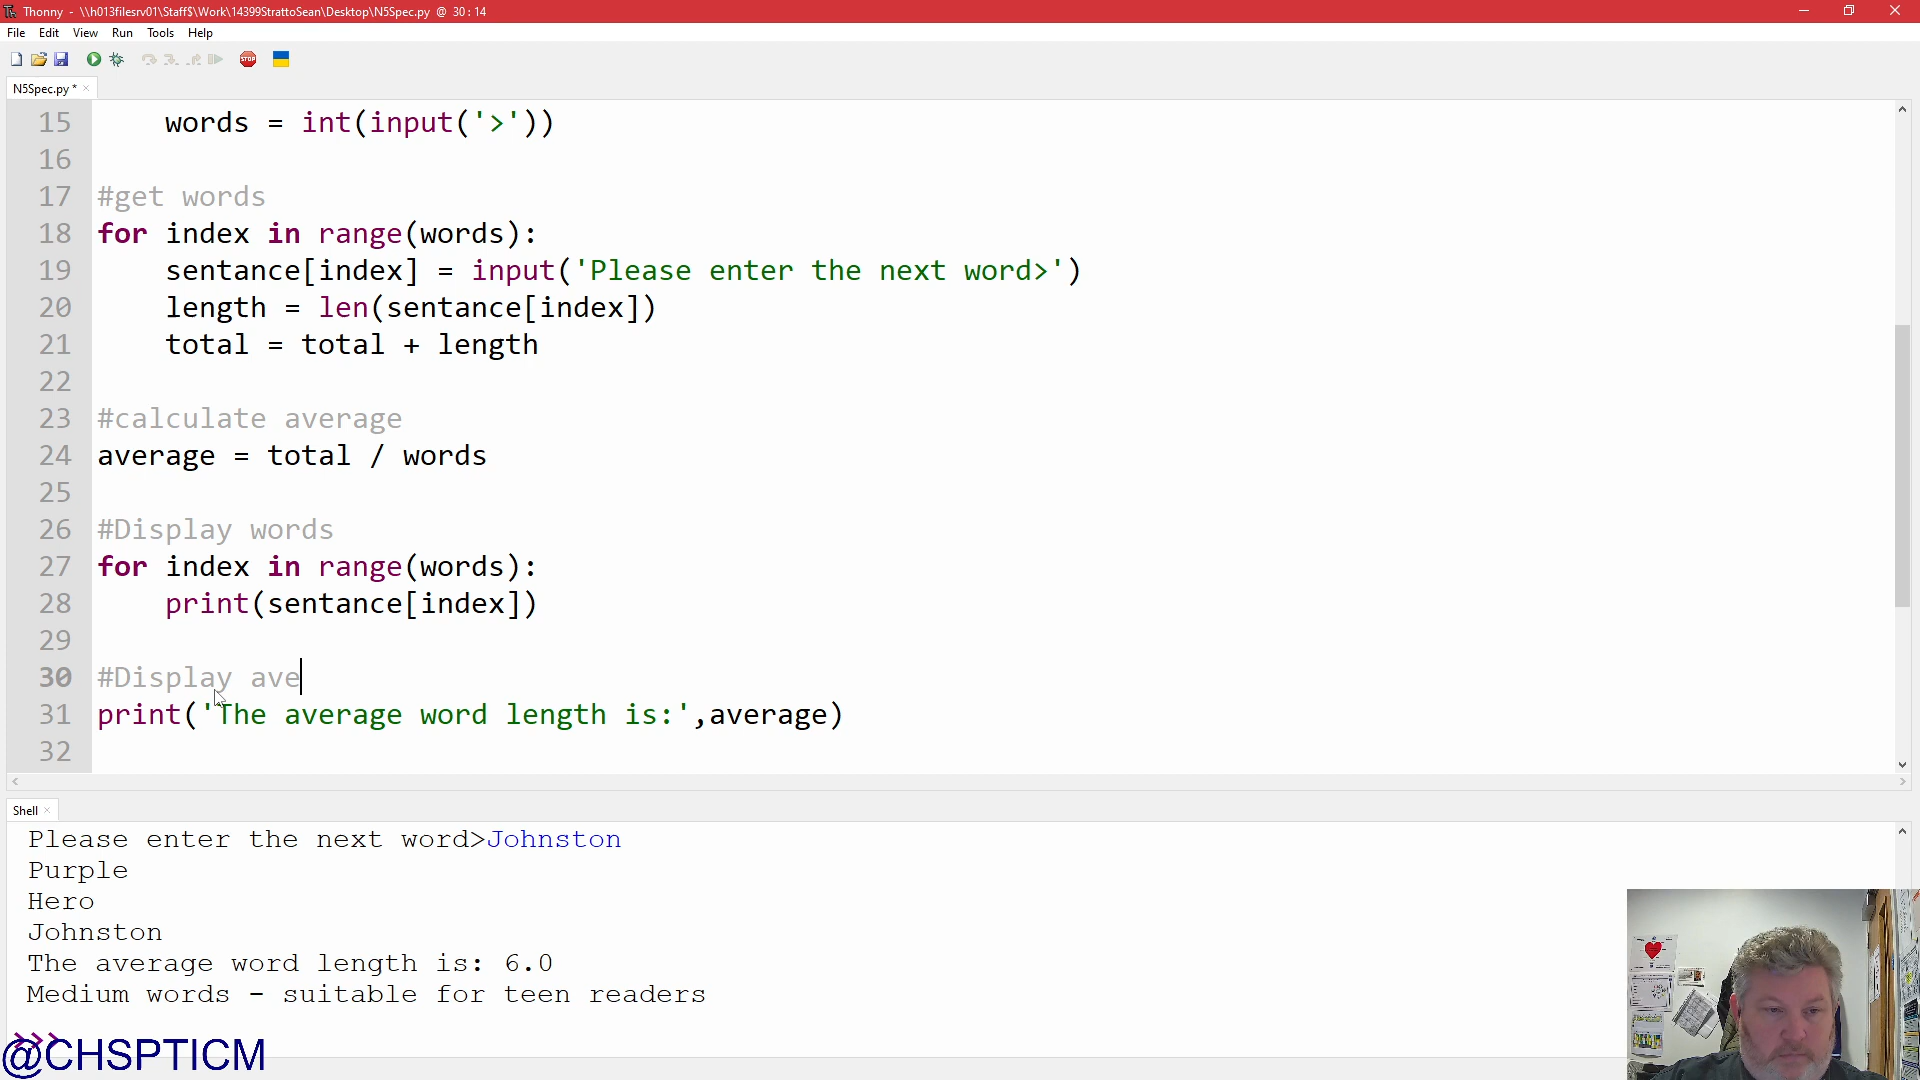 Thonny - \\h013filesrv01\Staff$\Work\14399StrattoSean\Desktop\N5Spec.py @ 30:14
File Edit View Run Tools Help
STOP
N5Spec.py *
15     words = int(input('>'))
16
17 #get words
18 for index in range(words):
19     sentance[index] = input('Please enter the next word>')
20     length = len(sentance[index])
21     total = total + length
22
23 #calculate average
24 average = total / words
25
26 #Display words
27 for index in range(words):
28     print(sentance[index])
29
30 #Display ave
31 print('The average word length is:',average)
32
Shell
Please enter the next word>Johnston
Purple
Hero
Johnston
The average word length is: 6.0
Medium words - suitable for teen readers
>>>
@CHSPTICM